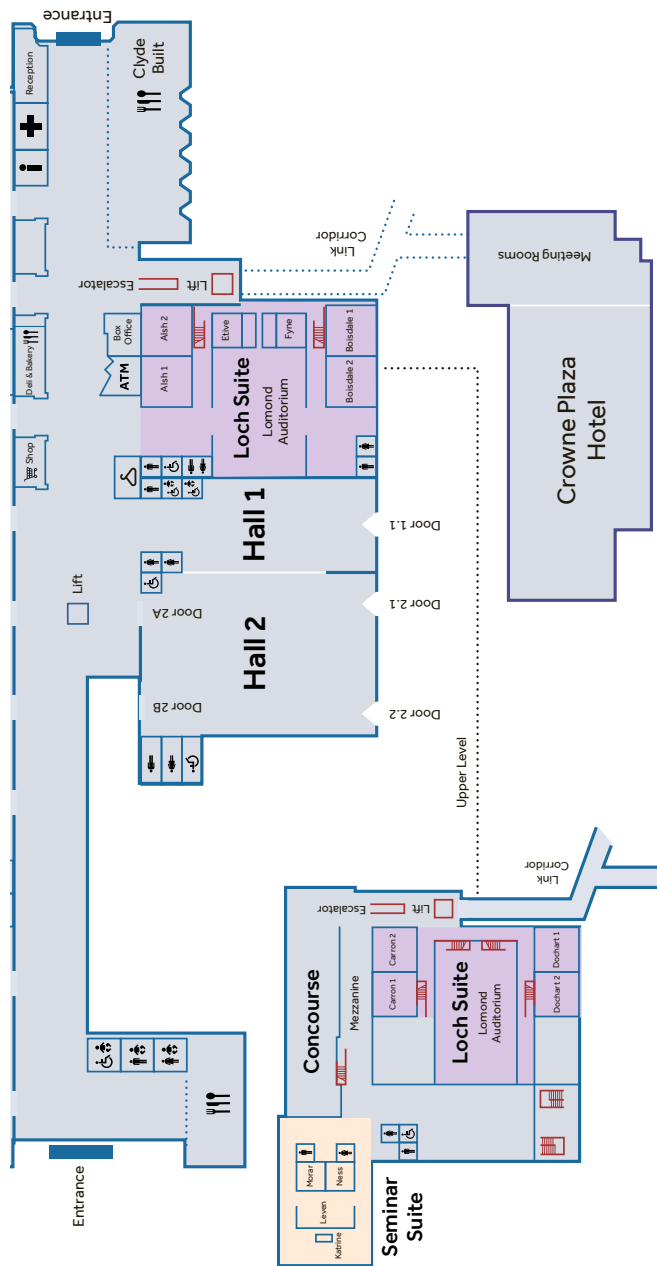 Entrance
Reception
Clyde
Built
Link
Corridor
Escalator
Lift
Meeting Rooms
Deli & Bakery
Box
Office
ATM
Alsh 2
Alsh 1
Etive
Fyne
Boisdale 1
Boisdale 2
Loch Suite
Lomond
Auditorium
Crowne Plaza
Hotel
Shop
Hall 1
Door 1.1
Lift
Door 2A
Hall 2
Door 2.1
Door 2B
Door 2.2
Upper Level
Link
Corridor
Escalator
Lift
Concourse
Mezzanine
Carron 2
Carron 1
Loch Suite
Lomond
Auditorium
Dochart 1
Dochart 2
Entrance
Morar
Ness
Leven
Katrine
Seminar
Suite